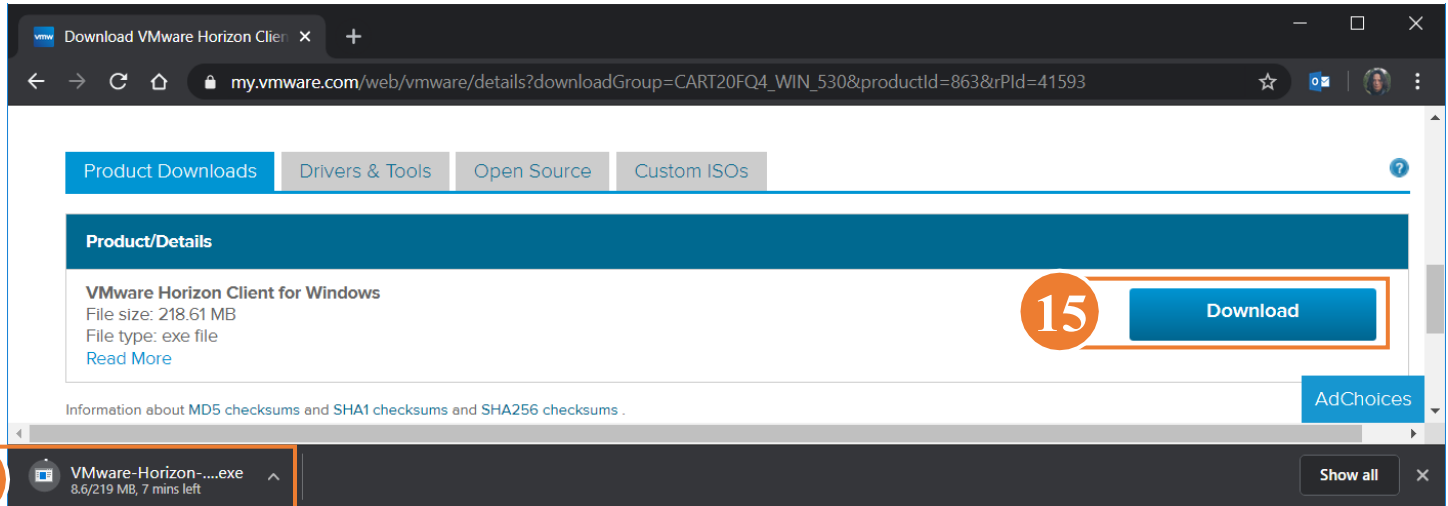 vmw Download VMware Horizon Clien
my.vmware.com/web/vmware/details?downloadGroup=CART20FQ4_WIN_530&productId=863&rPId=41593
Product Downloads Drivers & Tools Open Source Custom ISOs ?
Product/Details
VMware Horizon Client for Windows
File size: 218.61 MB
File type: exe file
Read More
15 Download
AdChoices
Information about MD5 checksums and SHA1 checksums and SHA256 checksums .
VMware-Horizon-....exe
8.6/219 MB, 7 mins left
Show all